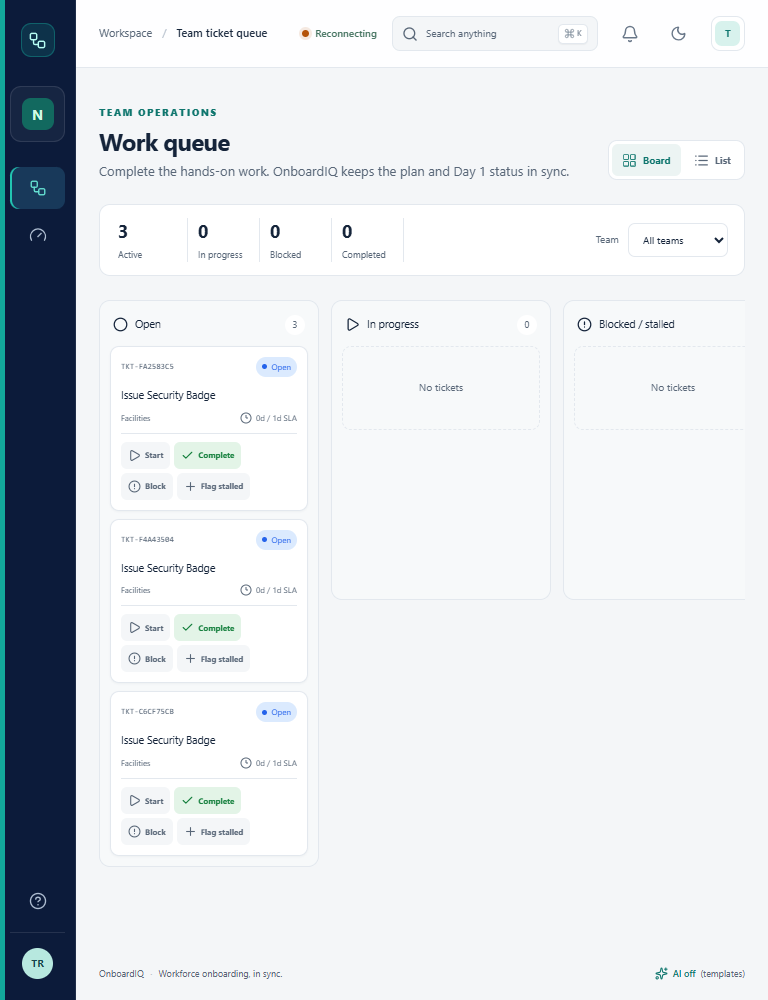 Workspace / Team ticket queue
Reconnecting
Search anything
⌘ K
T
N
TEAM OPERATIONS
Work queue
Complete the hands-on work. OnboardIQ keeps the plan and Day 1 status in sync.
Board
List
3
Active
0
In progress
0
Blocked
0
Completed
Team
All teams
Open
3
TKT-FA2583C5
Open
Issue Security Badge
Facilities
0d / 1d SLA
Start
Complete
Block
Flag stalled
TKT-F4A43504
Open
Issue Security Badge
Facilities
0d / 1d SLA
Start
Complete
Block
Flag stalled
TKT-C6CF75CB
Open
Issue Security Badge
Facilities
0d / 1d SLA
Start
Complete
Block
Flag stalled
In progress
0
No tickets
Blocked / stalled
No tickets
TR
OnboardIQ · Workforce onboarding, in sync.
AI off (templates)